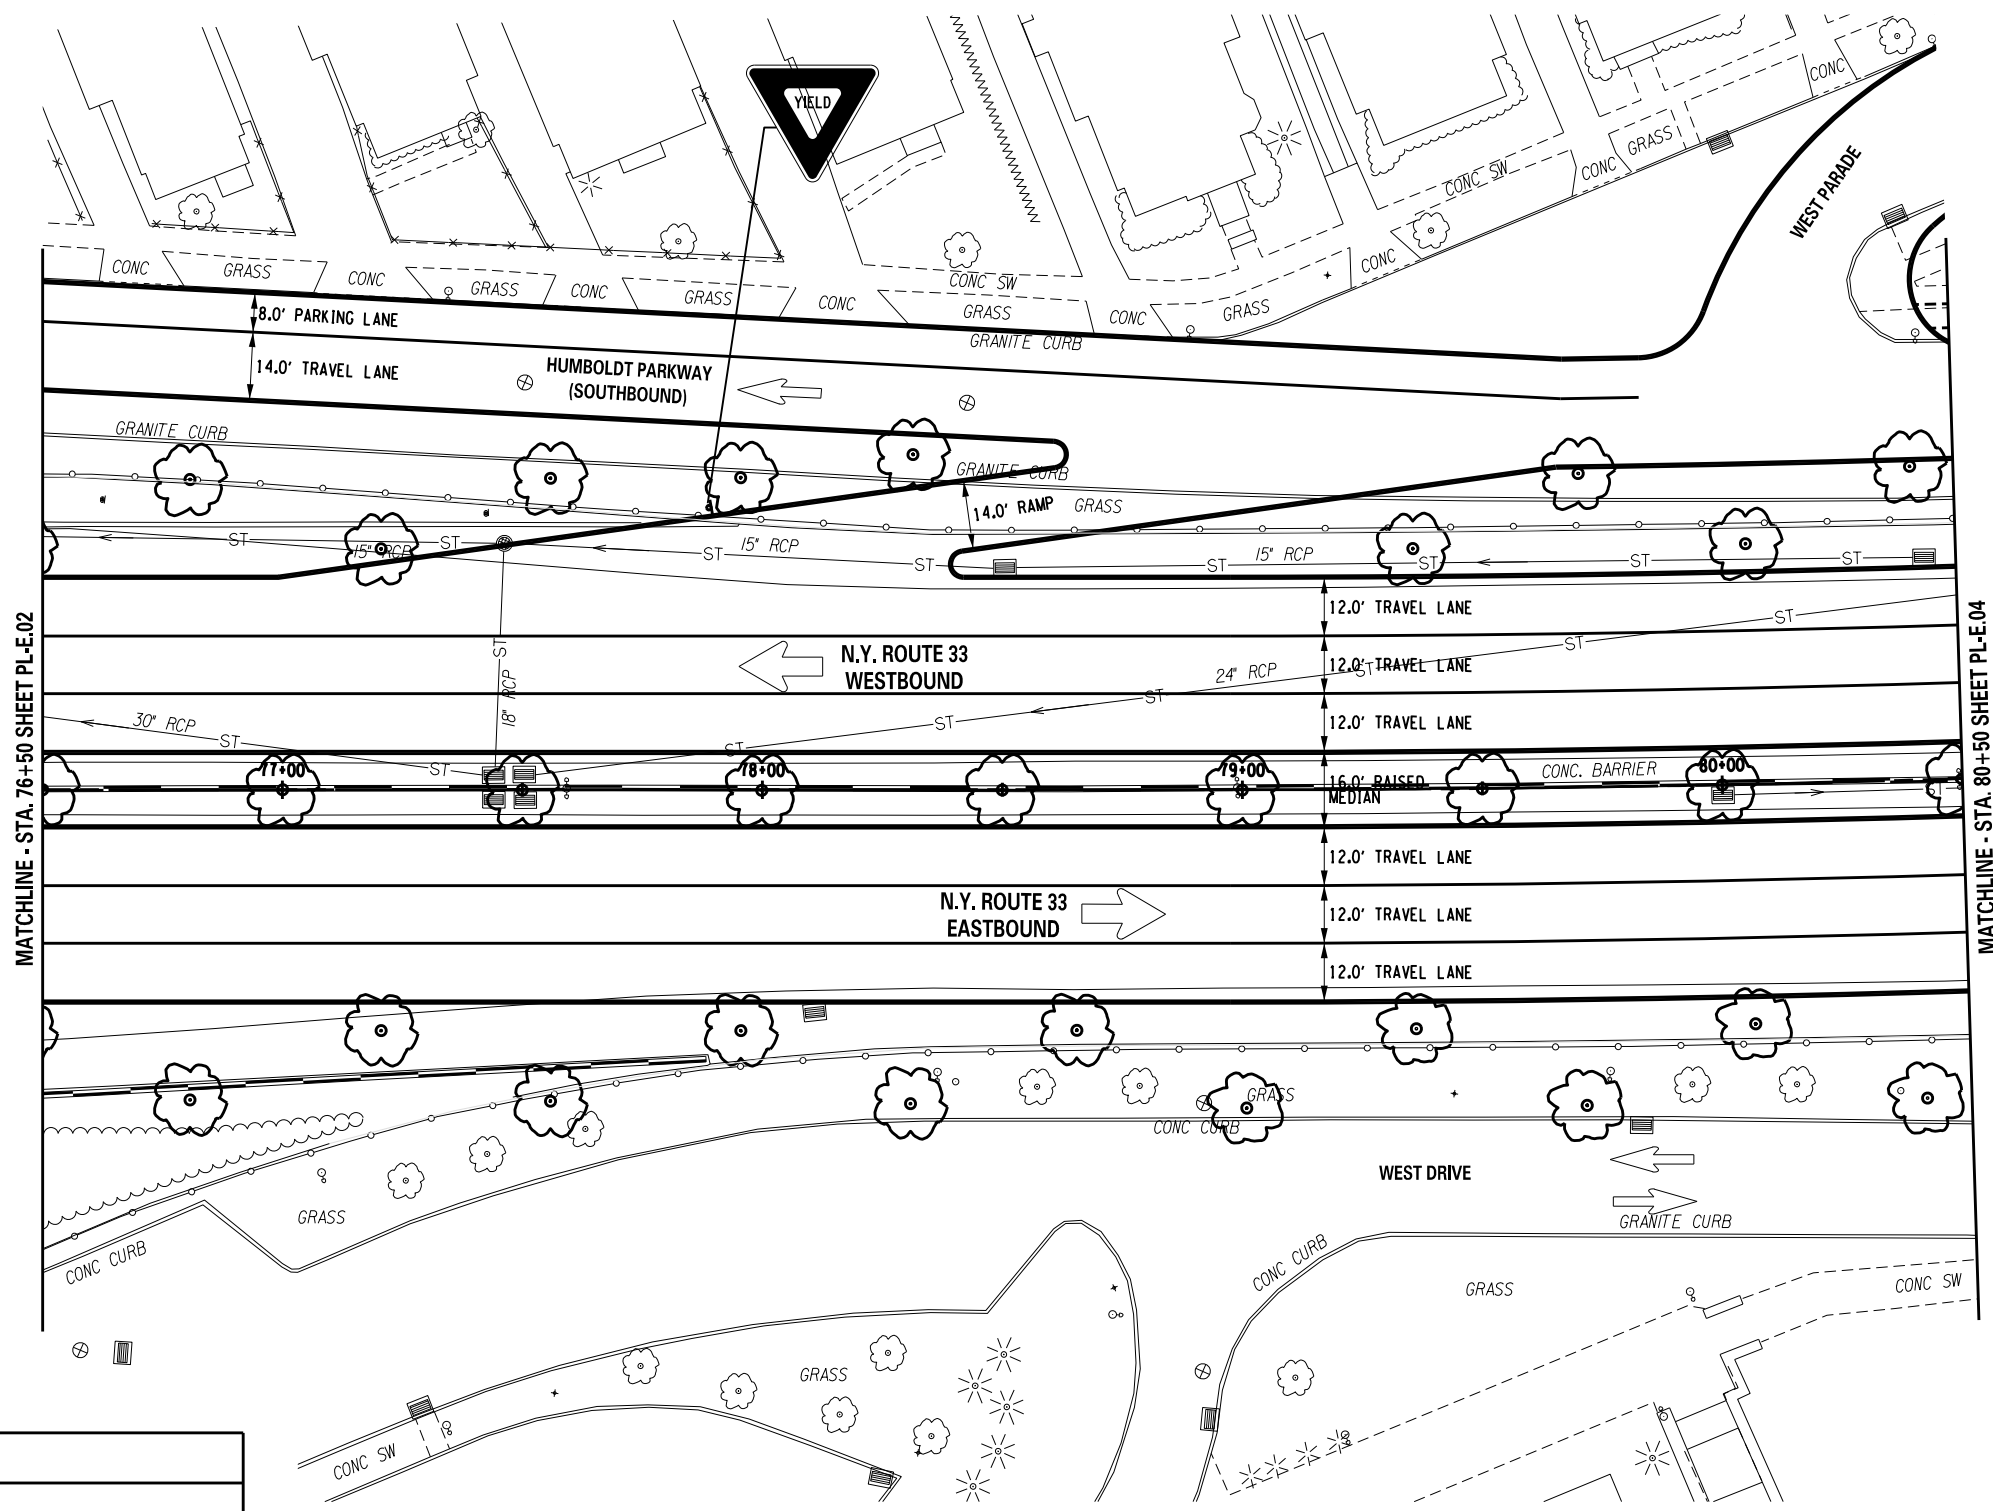 YIELD
CONC
GRASS
CONC
CONC SW
CONC
GRASS
WEST PARADE
CONC
GRASS
CONC
GRASS
CONC
GRASS
CONC
CONC SW
GRASS
CONC
GRASS
CONC
8.0' PARKING LANE
GRANITE CURB
14.0' TRAVEL LANE
HUMBOLDT PARKWAY
(SOUTHBOUND)
GRANITE CURB
GRANITE CURB
14.0' RAMP
GRASS
ST
15" RCP
ST
ST
15" RCP
ST
ST
15" RCP
ST
ST
ST
12.0' TRAVEL LANE
ST
ST
N.Y. ROUTE 33
WESTBOUND
ST
18" RCP
24" RCP
12.0' TRAVEL LANE
ST
ST
30" RCP
ST
ST
ST
12.0' TRAVEL LANE
ST
77+00
78+00
79+00
16.0' RAISED
MEDIAN
CONC. BARRIER
80+00
ST
MATCHLINE - STA. 76+50 SHEET PL-E.02
MATCHLINE - STA. 80+50 SHEET PL-E.04
12.0' TRAVEL LANE
N.Y. ROUTE 33
EASTBOUND
12.0' TRAVEL LANE
12.0' TRAVEL LANE
GRASS
CONC CURB
WEST DRIVE
GRASS
GRANITE CURB
CONC CURB
CONC CURB
GRASS
CONC SW
GRASS
CONC SW